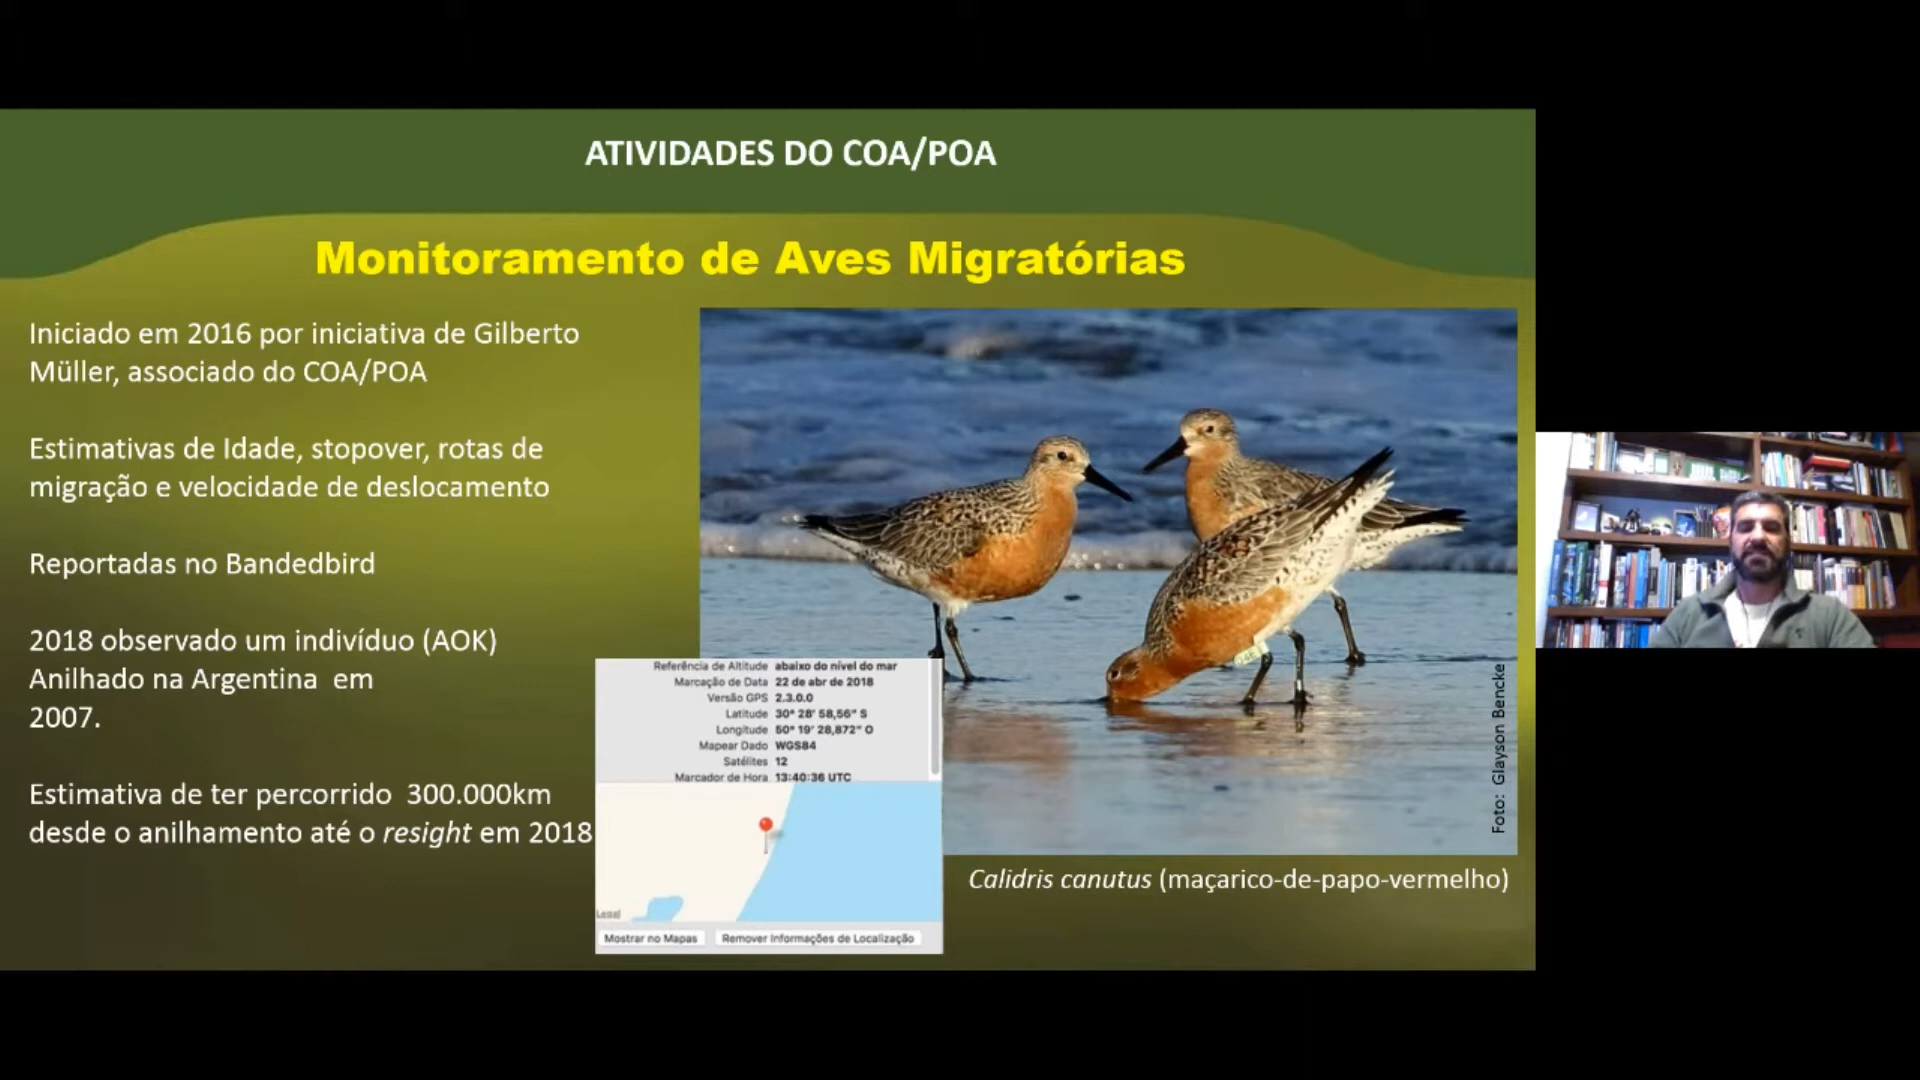 ATIVIDADES DO COA/POA
Monitoramento de Aves Migratórias
Iniciado em 2016 por iniciativa de Gilberto
Müller, associado do COA/POA
Estimativas de Idade, stopover, rotas de
migração e velocidade de deslocamento
Reportadas no Bandedbird
2018 observado um indivíduo (AOK)
Anilhado na Argentina em
2007.
Estimativa de ter percorrido 300.000km
desde o anilhamento até o resight em 2018
Referência de Altitude abaixo do nível do mar
Marcação de Data 22 de abr de 2018
Versão GPS 2.3.0.0
Latitude 30° 28' 58,56" S
Longitude 50° 19' 28,872" O
Mapear Dado WGS84
Satélites 12
Marcador de Hora 13:40:36 UTC
Legal
Mostrar no Mapas
Remover Informações de Localização
Foto: Glayson Bencke
Calidris canutus (maçarico-de-papo-vermelho)